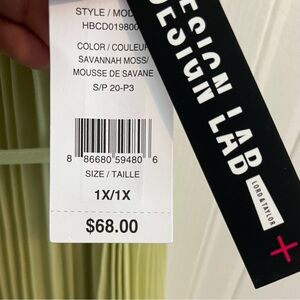 STYLE / MOD
HBCD019800
COLOR / COULEUR
SAVANNAH MOSS/
MOUSSE DE SAVANE
S/P 20-P3
8 86680 59480 6
SIZE / TAILLE
1X/1X
$68.00
DESIGN LAB
LORD & TAYLOR